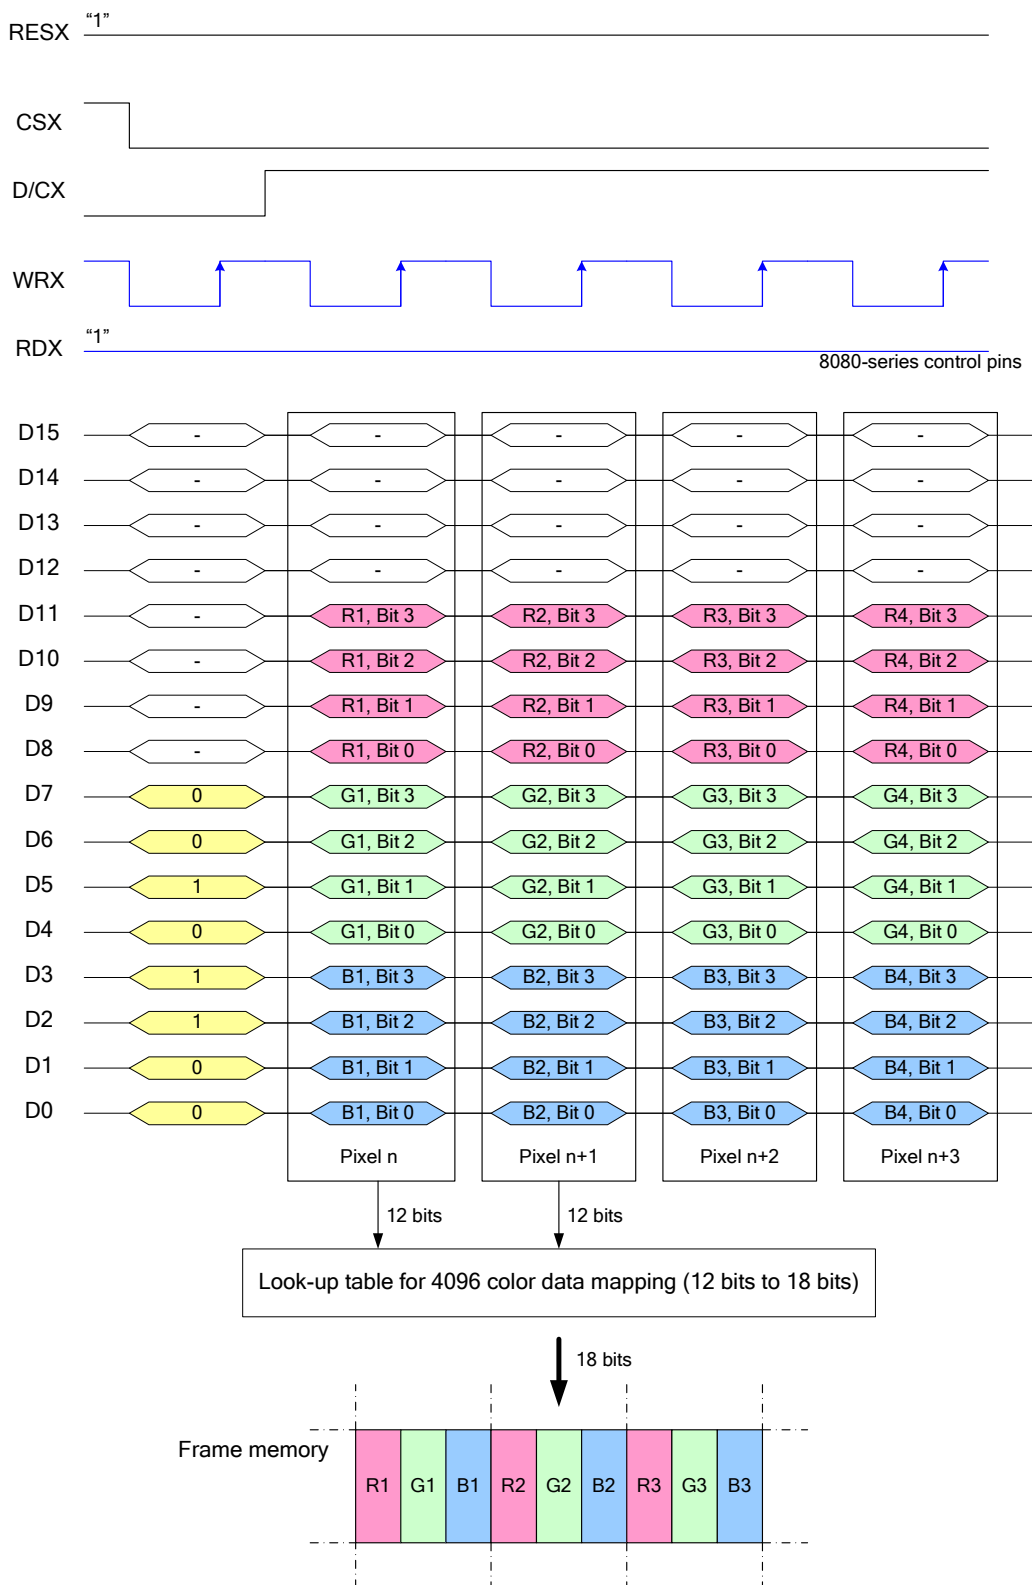 RESX “1”
CSX
D/CX
WRX
RDX “1”
8080-series control pins
D15 - - - - -
D14 - - - - -
D13 - - - - -
D12 - - - - -
D11 - R1, Bit 3 R2, Bit 3 R3, Bit 3 R4, Bit 3
D10 - R1, Bit 2 R2, Bit 2 R3, Bit 2 R4, Bit 2
D9 - R1, Bit 1 R2, Bit 1 R3, Bit 1 R4, Bit 1
D8 - R1, Bit 0 R2, Bit 0 R3, Bit 0 R4, Bit 0
D7 0 G1, Bit 3 G2, Bit 3 G3, Bit 3 G4, Bit 3
D6 0 G1, Bit 2 G2, Bit 2 G3, Bit 2 G4, Bit 2
D5 1 G1, Bit 1 G2, Bit 1 G3, Bit 1 G4, Bit 1
D4 0 G1, Bit 0 G2, Bit 0 G3, Bit 0 G4, Bit 0
D3 1 B1, Bit 3 B2, Bit 3 B3, Bit 3 B4, Bit 3
D2 1 B1, Bit 2 B2, Bit 2 B3, Bit 2 B4, Bit 2
D1 0 B1, Bit 1 B2, Bit 1 B3, Bit 1 B4, Bit 1
D0 0 B1, Bit 0 B2, Bit 0 B3, Bit 0 B4, Bit 0
Pixel n Pixel n+1 Pixel n+2 Pixel n+3
12 bits 12 bits
Look-up table for 4096 color data mapping (12 bits to 18 bits)
18 bits
Frame memory
R1 G1 B1 R2 G2 B2 R3 G3 B3